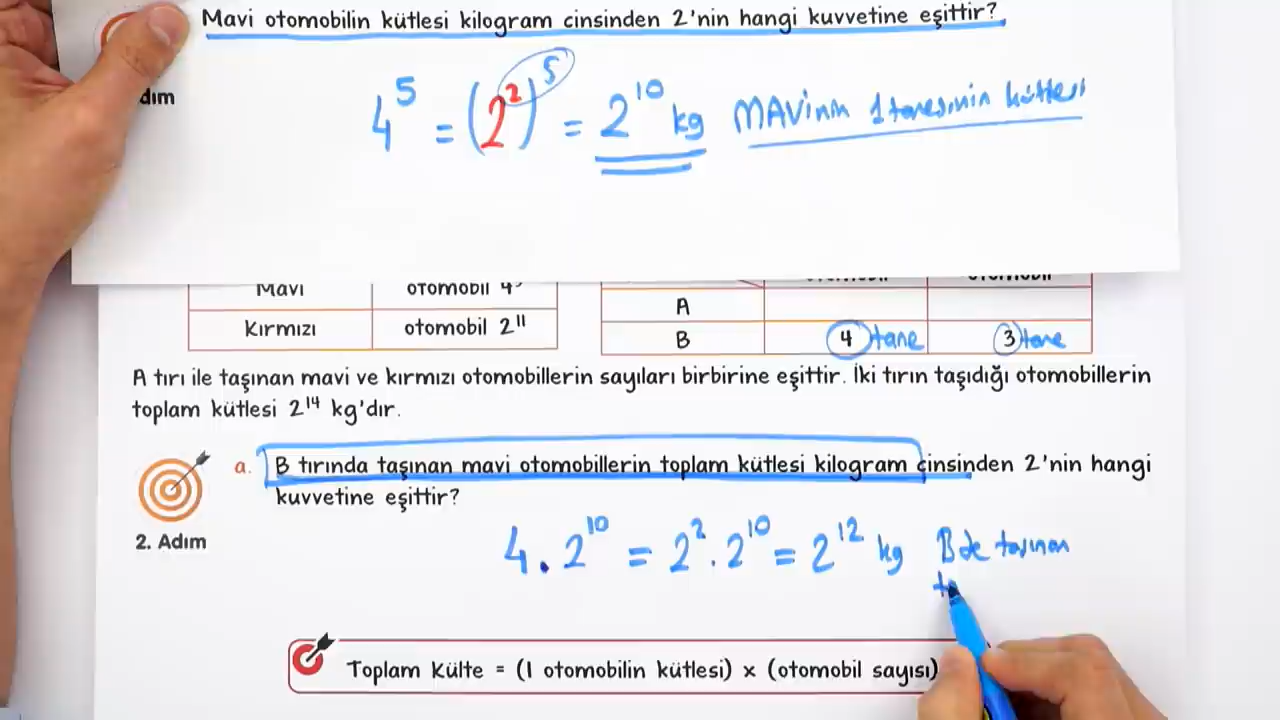 Mavi otomobilin kütlesi kilogram cinsinden 2'nin hangi kuvvetine eşittir?
dım
4⁵ = (2²)⁵ = 2¹⁰ kg MAVinin 1 tanesinin kütlesi
Mavi otomobil 4⁵
Kırmızı otomobil 2¹¹
A
B 4 tane 3 tane
A tırı ile taşınan mavi ve kırmızı otomobillerin sayıları birbirine eşittir. İki tırın taşıdığı otomobillerin
toplam kütlesi 2¹⁴ kg'dır.
a. B tırında taşınan mavi otomobillerin toplam kütlesi kilogram cinsinden 2'nin hangi
kuvvetine eşittir?
2. Adım
4 . 2¹⁰ = 2² . 2¹⁰ = 2¹² kg B de taşınan
t
Toplam Külte = (1 otomobilin kütlesi) x (otomobil sayısı)